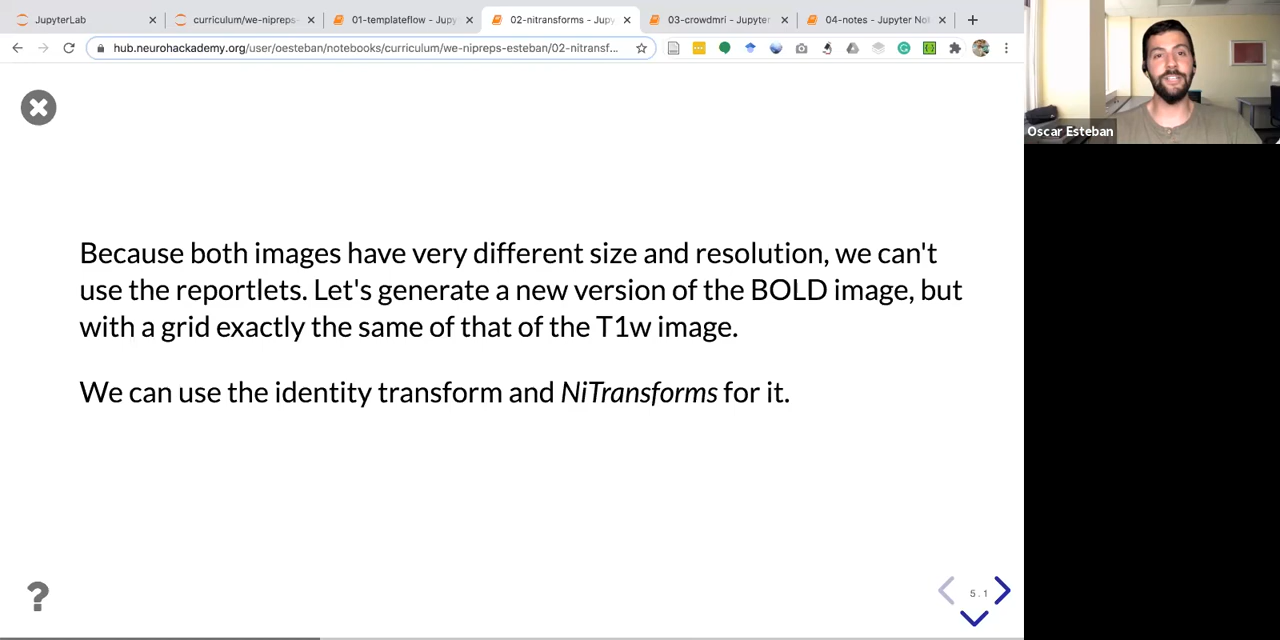 JupyterLab
curriculum/we-nipreps-
01-templateflow - Jupy
02-nitransforms - Jupy
03-crowdmri - Jupyter
04-notes - Jupyter No
hub.neurohackademy.org/user/oesteban/notebooks/curriculum/we-nipreps-esteban/02-nitransf...
Oscar Esteban
Because both images have very different size and resolution, we can't
use the reportlets. Let's generate a new version of the BOLD image, but
with a grid exactly the same of that of the T1w image.
We can use the identity transform and NiTransforms for it.
?
5.1